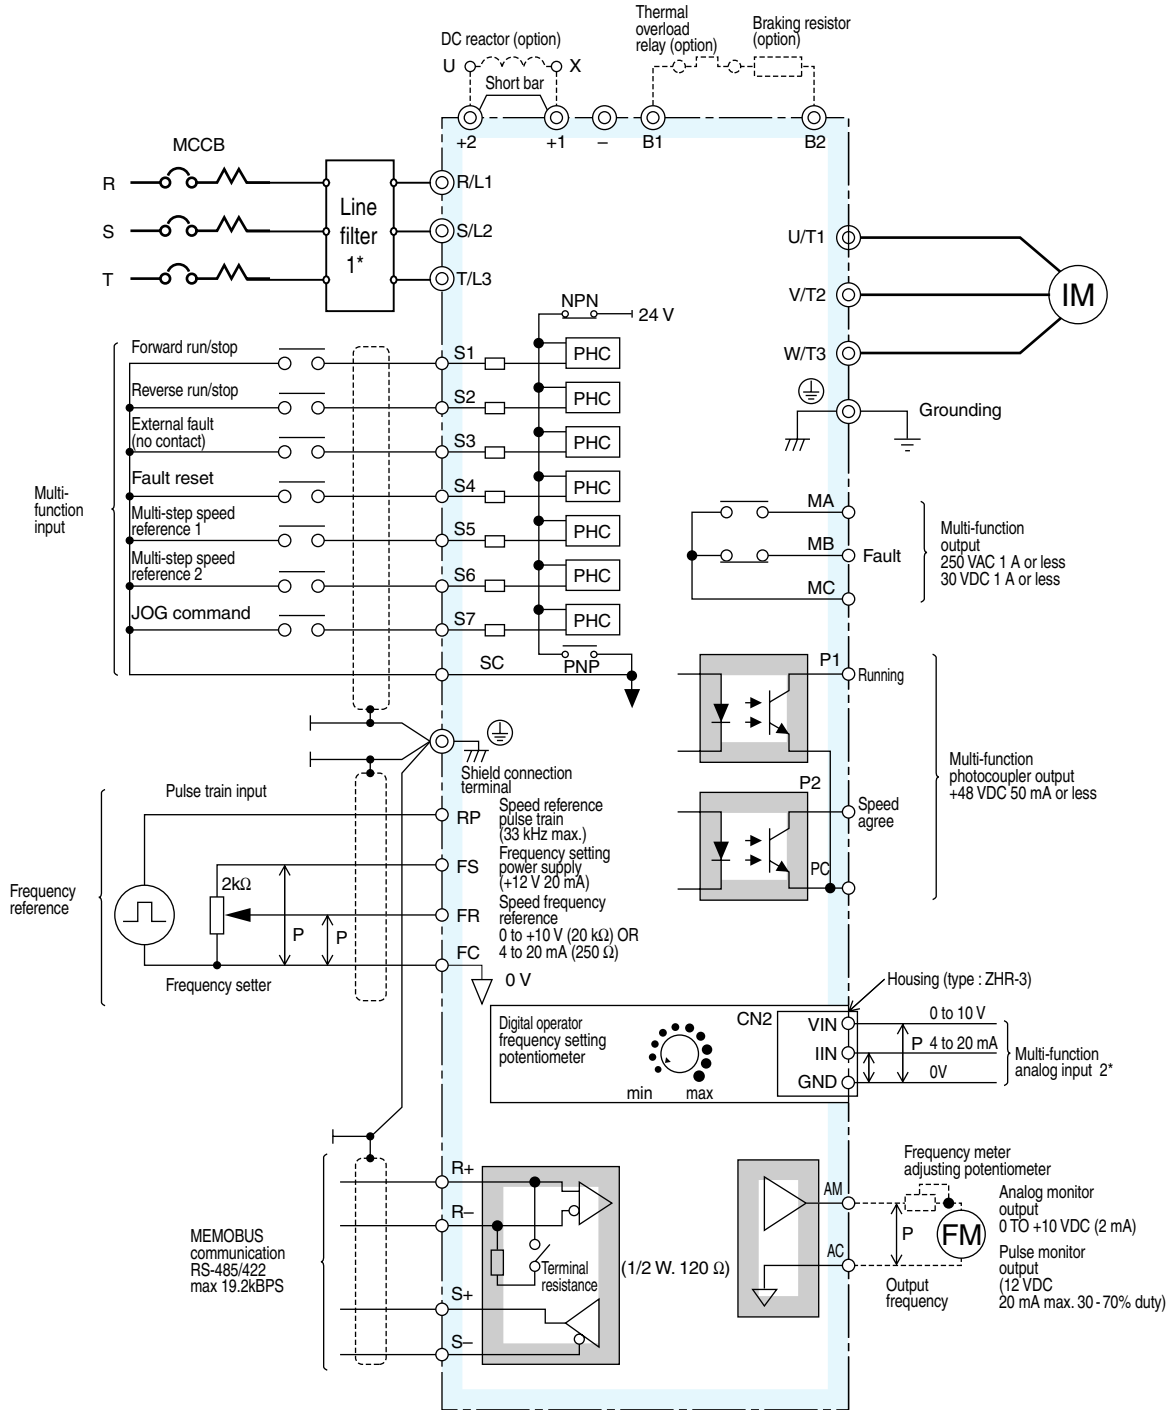 DC reactor (option)
U
X
Short bar
Thermal
overload
relay (option)
Braking resistor
(option)
+2
+1
–
B1
B2
MCCB
R
S
T
Line
filter
1*
R/L1
S/L2
T/L3
U/T1
V/T2
W/T3
IM
Grounding
NPN
24 V
Multi-
function
input
Forward run/stop
S1
PHC
Reverse run/stop
S2
PHC
External fault
(no contact)
S3
PHC
Fault reset
S4
PHC
Multi-step speed
reference 1
S5
PHC
Multi-step speed
reference 2
S6
PHC
JOG command
S7
PHC
SC
PNP
MA
MB
MC
Fault
Multi-function
output
250 VAC 1 A or less
30 VDC 1 A or less
P1
Running
P2
Speed
agree
PC
Multi-function
photocoupler output
+48 VDC 50 mA or less
Shield connection
terminal
Frequency
reference
Pulse train input
2kΩ
P
P
Frequency setter
RP
Speed reference
pulse train
(33 kHz max.)
FS
Frequency setting
power supply
(+12 V 20 mA)
FR
Speed frequency
reference
0 to +10 V (20 kΩ) OR
4 to 20 mA (250 Ω)
FC
0 V
Digital operator
frequency setting
potentiometer
min
max
CN2
VIN
IIN
GND
Housing (type : ZHR-3)
0 to 10 V
P
4 to 20 mA
0V
Multi-function
analog input 2*
MEMOBUS
communication
RS-485/422
max 19.2kBPS
R+
R–
S+
S–
Terminal
resistance
(1/2 W. 120 Ω)
AM
AC
P
Frequency meter
adjusting potentiometer
FM
Output
frequency
Analog monitor
output
0 TO +10 VDC (2 mA)
Pulse monitor
output
(12 VDC
20 mA max. 30 - 70% duty)